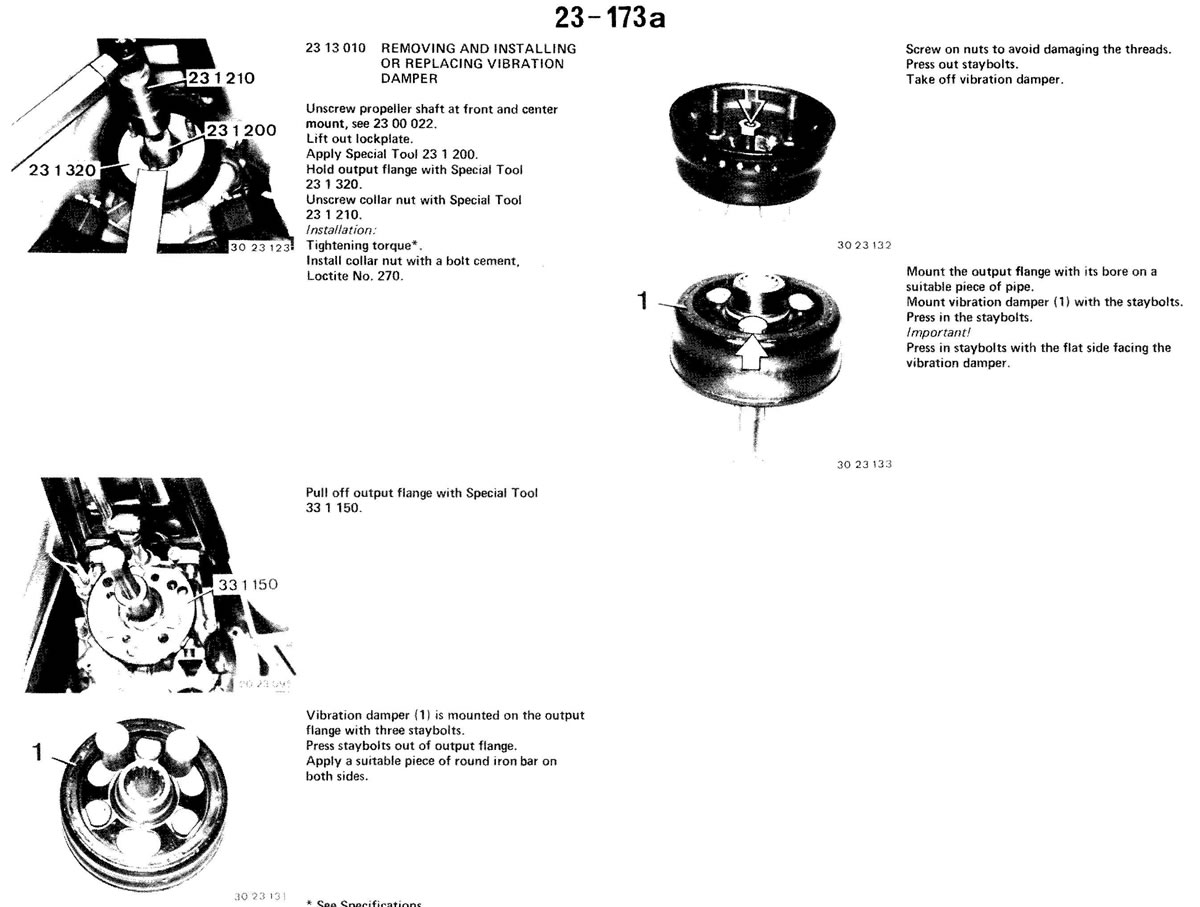 23-173a
23 1 210
23 1 200
23 1 320
30 23 123
23 13 010 REMOVING AND INSTALLING
OR REPLACING VIBRATION
DAMPER
Unscrew propeller shaft at front and center
mount, see 23 00 022.
Lift out lockplate.
Apply Special Tool 23 1 200.
Hold output flange with Special Tool
23 1 320.
Unscrew collar nut with Special Tool
23 1 210.
Installation:
Tightening torque*.
Install collar nut with a bolt cement,
Loctite No. 270.
33 1 150
Pull off output flange with Special Tool
33 1 150.
1
30 23 131
Vibration damper (1) is mounted on the output
flange with three staybolts.
Press staybolts out of output flange.
Apply a suitable piece of round iron bar on
both sides.
* See Specifications
30 23 132
Screw on nuts to avoid damaging the threads.
Press out staybolts.
Take off vibration damper.
1
30 23 133
Mount the output flange with its bore on a
suitable piece of pipe.
Mount vibration damper (1) with the staybolts.
Press in the staybolts.
Important!
Press in staybolts with the flat side facing the
vibration damper.